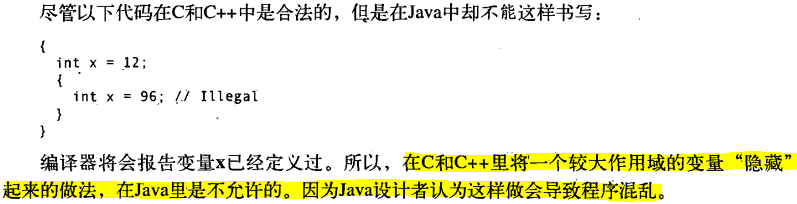 尽管以下代码在C和C++中是合法的，但是在Java中却不能这样书写：
{
int x = 12;
{
int x = 96; // Illegal
}
}
编译器将会报告变量x已经定义过。所以，在C和C++里将一个较大作用域的变量“隐藏”
起来的做法，在Java里是不允许的。因为Java设计者认为这样做会导致程序混乱。